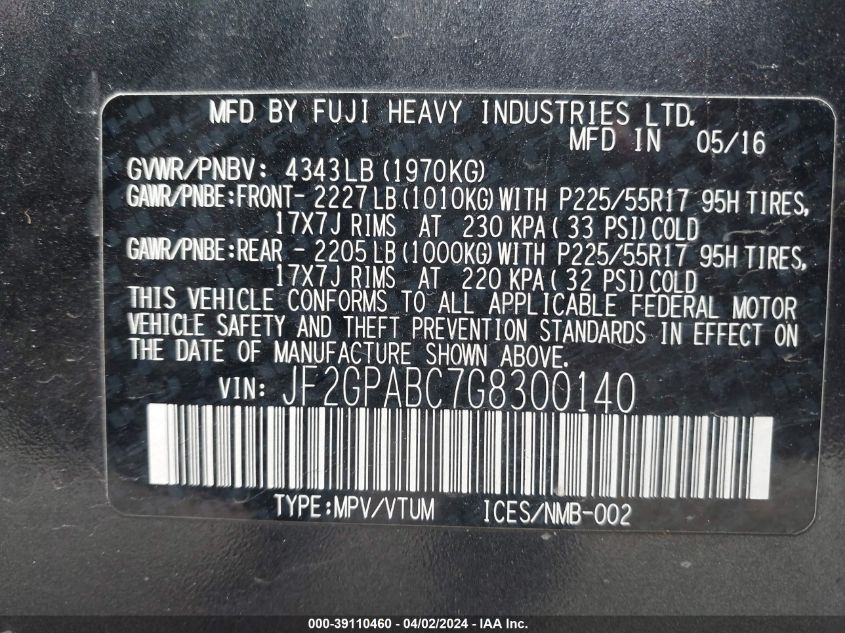 MFD BY FUJI HEAVY INDUSTRIES LTD.
MFD IN 05/16
GVWR/PNBV: 4343LB(1970KG)
GAWR/PNBE:FRONT- 2227LB(1010KG)WITH P225/55R17 95H TIRES,
17X7J RIMS AT 230 KPA(33 PSI)COLD
GAWR/PNBE:REAR - 2205LB(1000KG)WITH P225/55R17 95H TIRES,
17X7J RIMS AT 220 KPA(32 PSI)COLD
THIS VEHICLE CONFORMS TO ALL APPLICABLE FEDERAL MOTOR
VEHICLE SAFETY AND THEFT PREVENTION STANDARDS IN EFFECT ON
THE DATE OF MANUFACTURE SHOWN ABOVE.
VIN: JF2GPABC7G8300140
TYPE:MPV/VTUM ICES/NMB-002
000-39110460 - 04/02/2024 - IAA Inc.